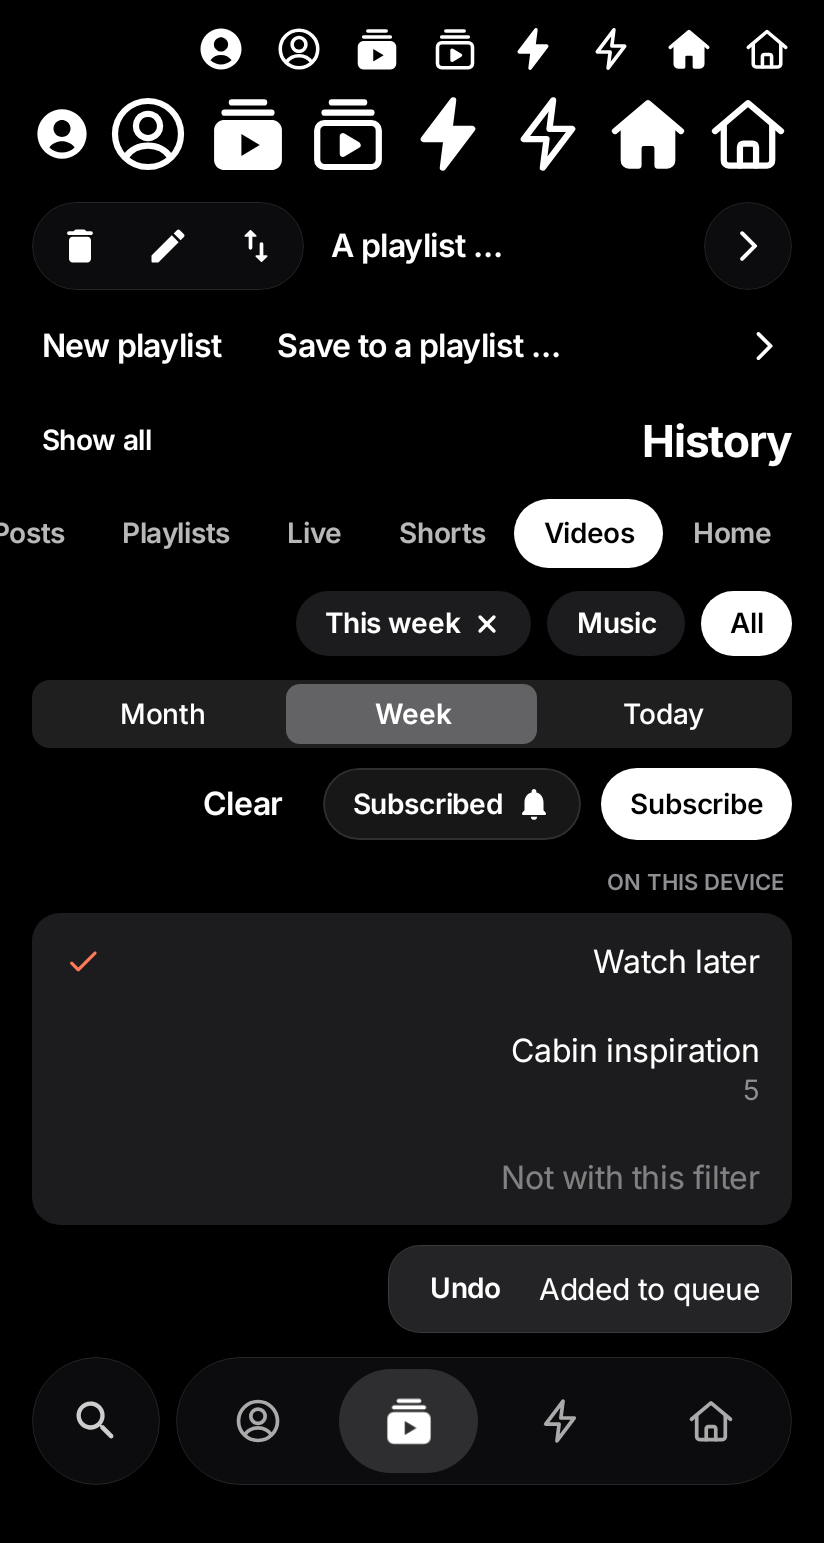 A playlist ...
New playlist
Save to a playlist ...
History
Show all
Home
Videos
Shorts
Live
Playlists
Posts
All
Music
This week
Today
Week
Month
Subscribe
Subscribed
Clear
ON THIS DEVICE
Watch later
Cabin inspiration
5
Not with this filter
Added to queue
Undo